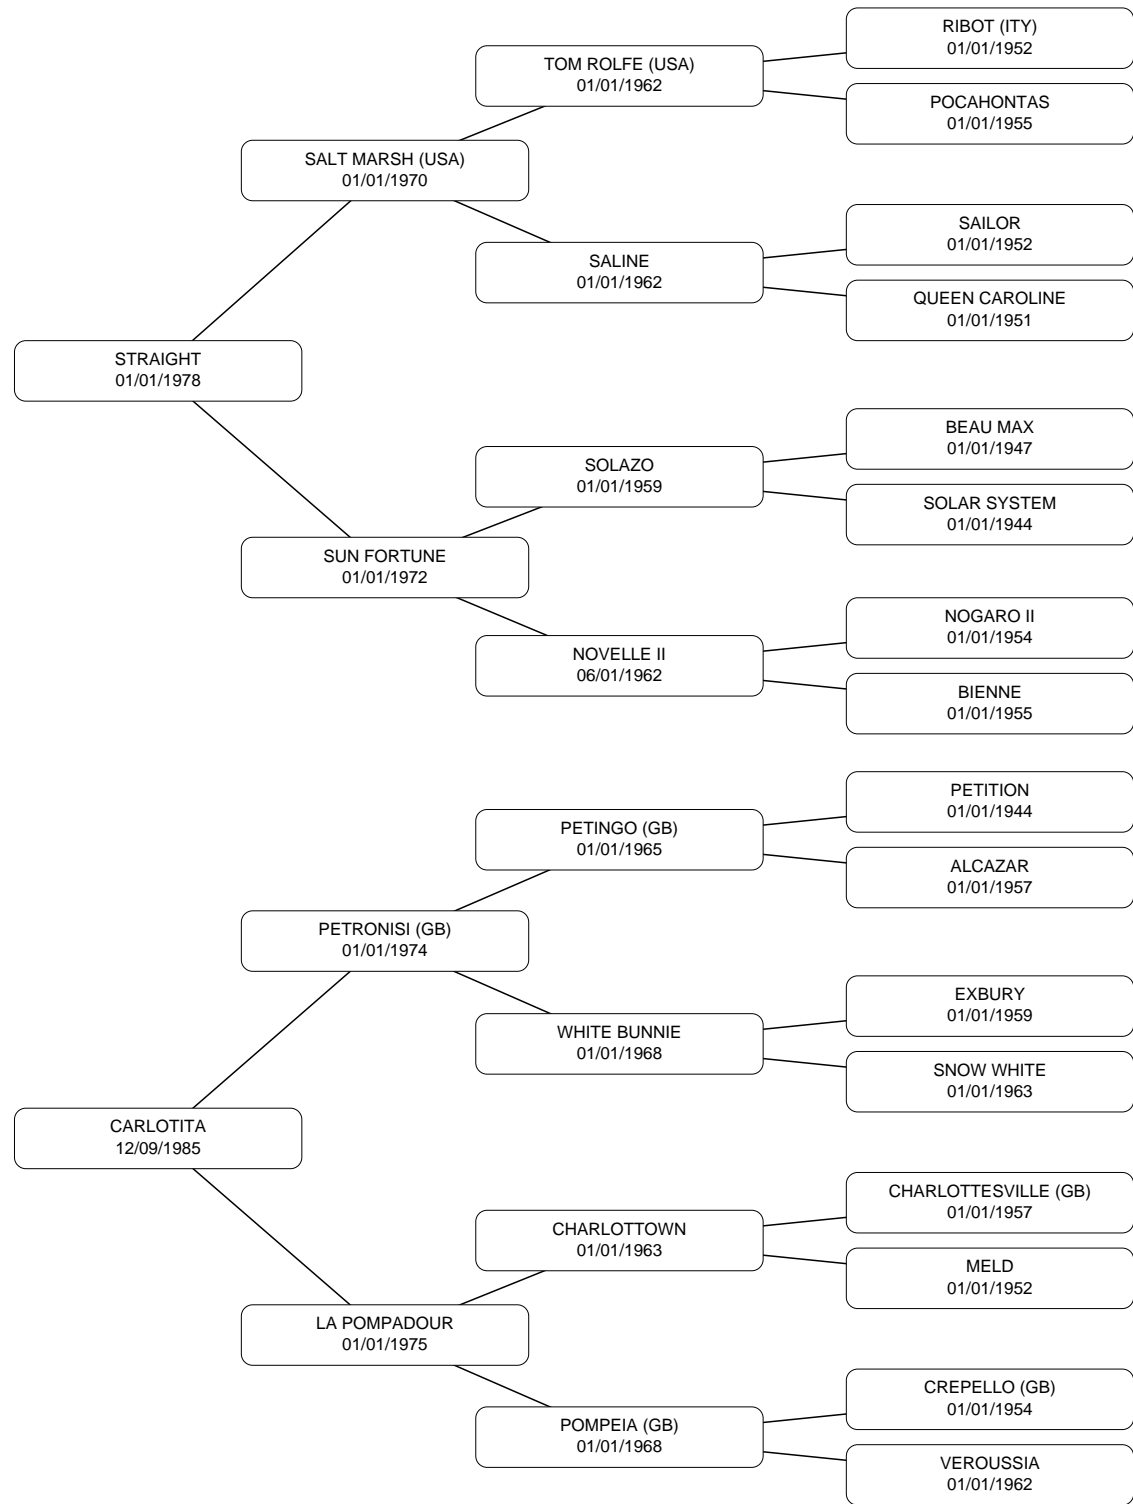 RIBOT (ITY)
01/01/1952
TOM ROLFE (USA)
01/01/1962
POCAHONTAS
01/01/1955
SALT MARSH (USA)
01/01/1970
SAILOR
01/01/1952
SALINE
01/01/1962
QUEEN CAROLINE
01/01/1951
STRAIGHT
01/01/1978
BEAU MAX
01/01/1947
SOLAZO
01/01/1959
SOLAR SYSTEM
01/01/1944
SUN FORTUNE
01/01/1972
NOGARO II
01/01/1954
NOVELLE II
06/01/1962
BIENNE
01/01/1955
PETITION
01/01/1944
PETINGO (GB)
01/01/1965
ALCAZAR
01/01/1957
PETRONISI (GB)
01/01/1974
EXBURY
01/01/1959
WHITE BUNNIE
01/01/1968
SNOW WHITE
01/01/1963
CARLOTITA
12/09/1985
CHARLOTTESVILLE (GB)
01/01/1957
CHARLOTTOWN
01/01/1963
MELD
01/01/1952
LA POMPADOUR
01/01/1975
CREPELLO (GB)
01/01/1954
POMPEIA (GB)
01/01/1968
VEROUSSIA
01/01/1962